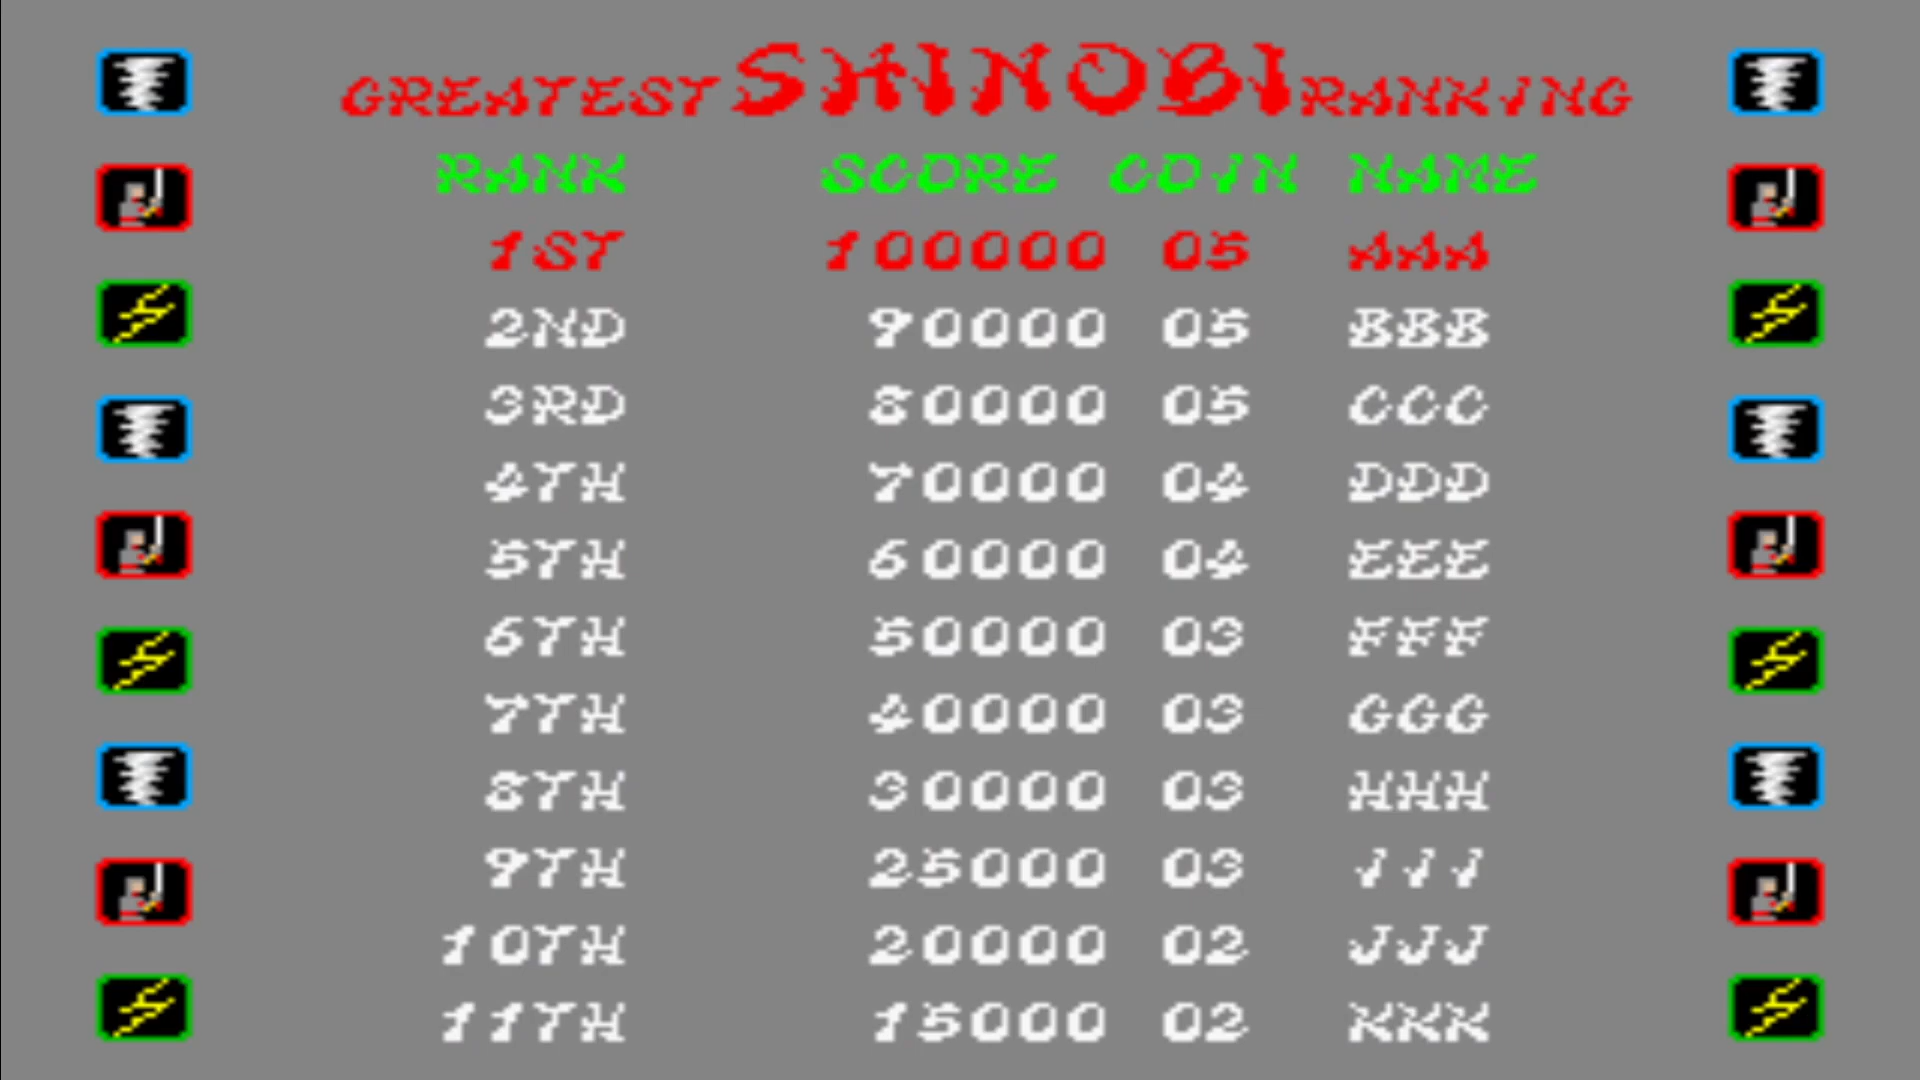 GREATEST SHINOBI RANKING
RANK SCORE COIN NAME
1ST 100000 05 AAA
2ND 90000 05 BBB
3RD 80000 05 CCC
4TH 70000 04 DDD
5TH 60000 04 EEE
6TH 50000 03 FFF
7TH 40000 03 GGG
8TH 30000 03 HHH
9TH 25000 03 III
10TH 20000 02 JJJ
11TH 15000 02 KKK